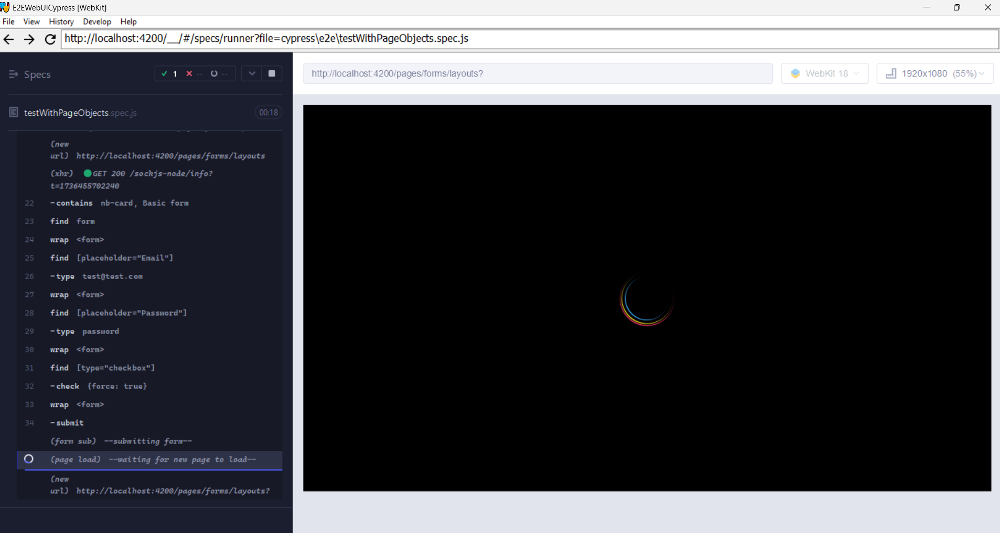 E2EWebUICypress [WebKit]
File View History Develop Help
http://localhost:4200/__/#/specs/runner?file=cypress\e2e\testWithPageObjects.spec.js
Specs
1 -- --
http://localhost:4200/pages/forms/layouts?
WebKit 18
1920x1080 (55%)
testWithPageObjects.spec.js
00:18
(new
url) http://localhost:4200/pages/forms/layouts
(xhr) GET 200 /sockjs-node/info?
t=1736455702240
22 -contains nb-card, Basic form
23 find form
24 wrap <form>
25 find [placeholder="Email"]
26 -type test@test.com
27 wrap <form>
28 find [placeholder="Password"]
29 -type password
30 wrap <form>
31 find [type="checkbox"]
32 -check {force: true}
33 wrap <form>
34 -submit
(form sub) --submitting form--
(page load) --waiting for new page to load--
(new
url) http://localhost:4200/pages/forms/layouts?